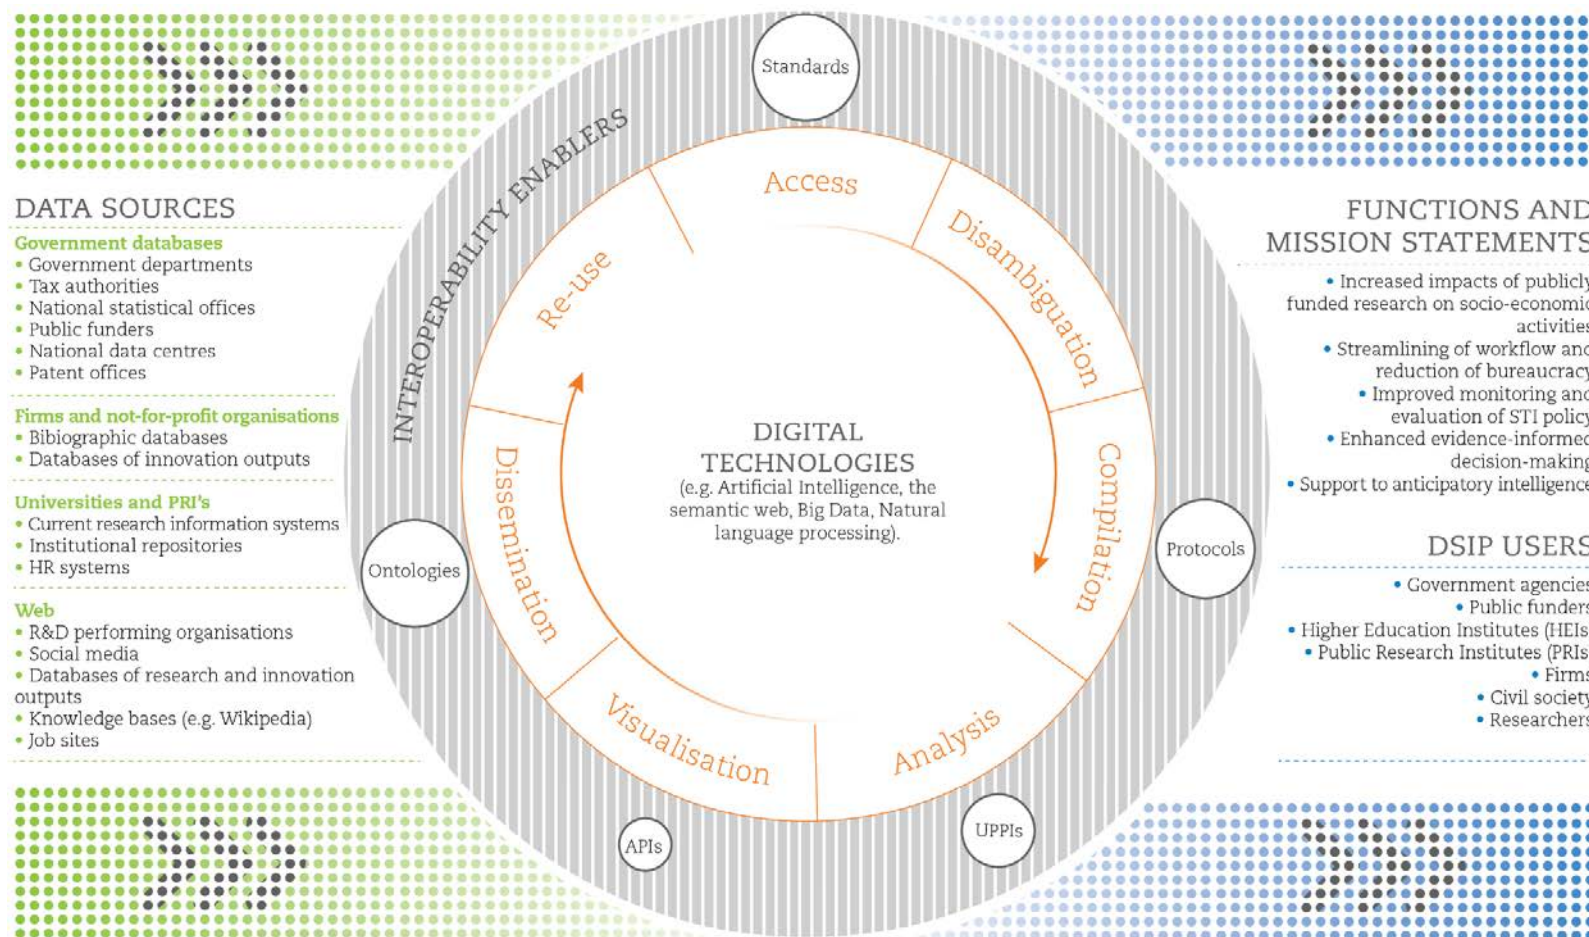 DATA SOURCES
Government databases
• Government departments
• Tax authorities
• National statistical offices
• Public funders
• National data centres
• Patent offices
Firms and not-for-profit organisations
• Bibiographic databases
• Databases of innovation outputs
Universities and PRI's
• Current research information systems
• Institutional repositories
• HR systems
Web
• R&D performing organisations
• Social media
• Databases of research and innovation
outputs
• Knowledge bases (e.g. Wikipedia)
• Job sites
INTEROPERABILITY ENABLERS
Standards
Protocols
UPPIs
APIs
Ontologies
Access
Disambiguation
Compilation
Analysis
Visualisation
Dissemination
Re-use
DIGITAL
TECHNOLOGIES
(e.g. Artificial Intelligence, the
semantic web, Big Data, Natural
language processing).
FUNCTIONS AND
MISSION STATEMENTS
• Increased impacts of publicly
funded research on socio-economic
activities
• Streamlining of workflow and
reduction of bureaucracy
• Improved monitoring and
evaluation of STI policy
• Enhanced evidence-informed
decision-making
• Support to anticipatory intelligence
DSIP USERS
• Government agencies
• Public funders
• Higher Education Institutes (HEIs
• Public Research Institutes (PRIs
• Firms
• Civil society
• Researchers